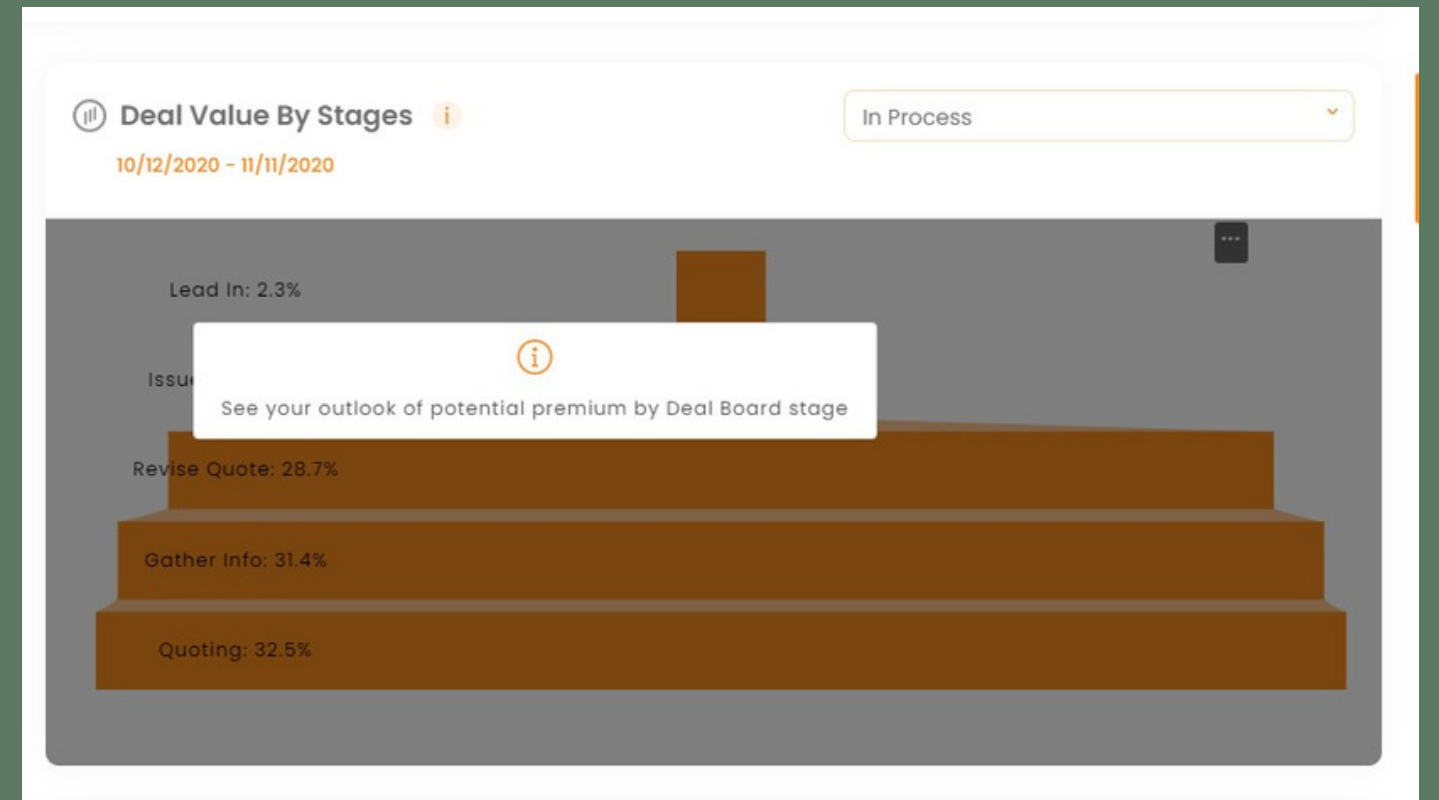 Deal Value By Stages i
In Process
10/12/2020 - 11/11/2020
Lead In: 2.3%
See your outlook of potential premium by Deal Board stage
Revise Quote: 28.7%
Gather Info: 31.4%
Quoting: 32.5%